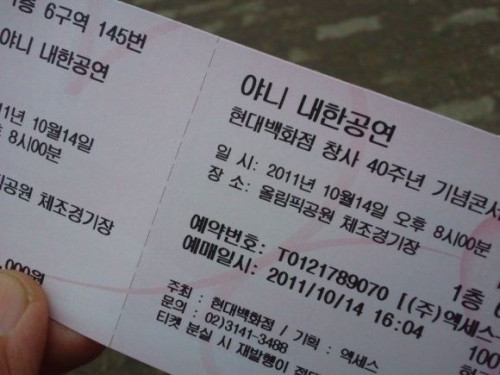 1층 6구역 145번
야니 내한공연
2011년 10월14일
8시00분
픽공원 체조경기장
,000원
야니 내한공연
현대백화점 창사 40주년 기념콘서
일 시: 2011년 10월14일 오후 8시00분
장 소: 올림픽공원 체조경기장
예약번호: T0121789070 [(주)엑세스
예매일시: 2011/10/14 16:04
1층 6
100
주최 : 현대백화점 / 기획 : 엑세스
문의 : 02)3141-3488
티켓 분실 시 재발행이